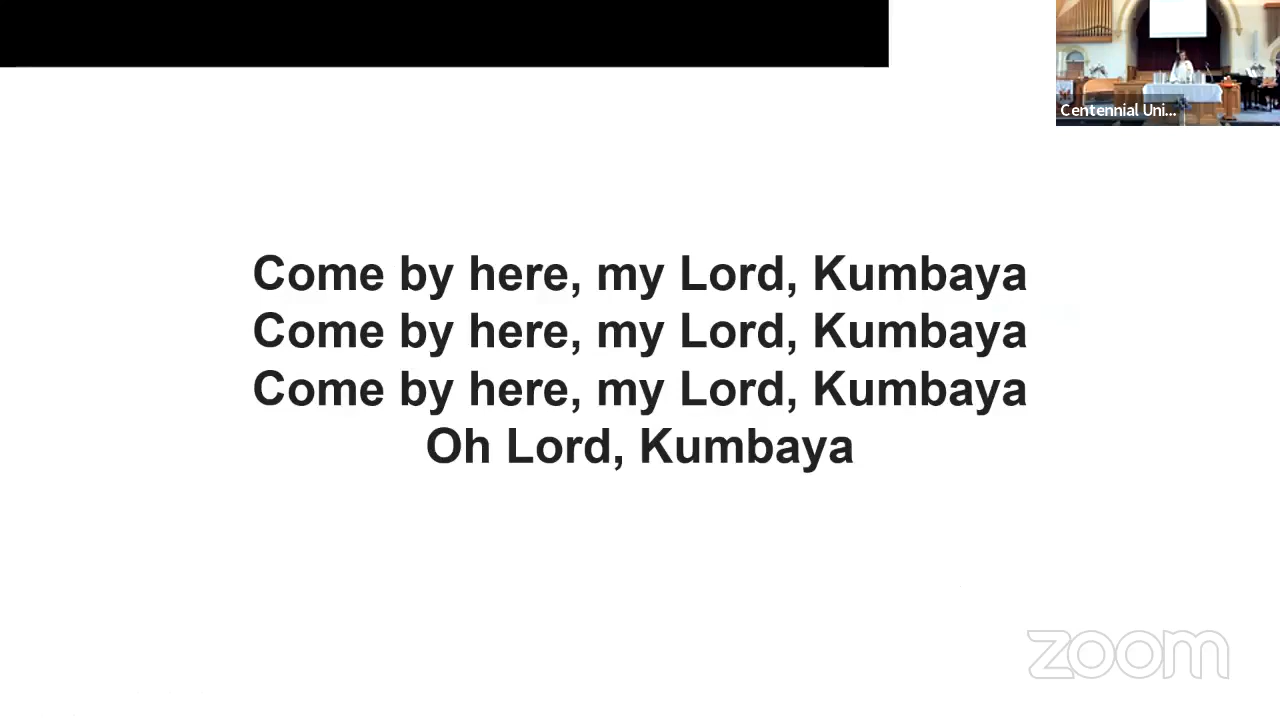 Centennial Uni...
Come by here, my Lord, Kumbaya
Come by here, my Lord, Kumbaya
Come by here, my Lord, Kumbaya
Oh Lord, Kumbaya
zoom